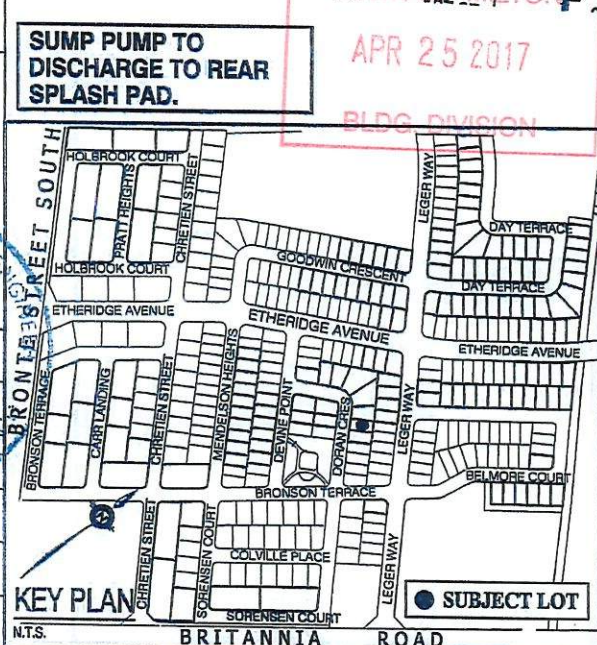 SUMP PUMP TO
DISCHARGE TO REAR
SPLASH PAD.
APR 25 2017
BLDG. DIVISION
BRONTE STREET SOUTH
HOLBROOK COURT
PRATT HEIGHTS
CHRETIEN STREET
HOLBROOK COURT
LEGER WAY
DAY TERRACE
GOODWIN CRESCENT
DAY TERRACE
ETHERIDGE AVENUE
ETHERIDGE AVENUE
ETHERIDGE AVENUE
BRONSON TERRACE
CARR LANDING
CHRETIEN STREET
MENDELSON HEIGHTS
DEVINE POINT
DORAN CRES
LEGER WAY
BELMORE COURT
BRONSON TERRACE
CHRETIEN STREET
SORENSEN COURT
COLVILLE PLACE
LEGER WAY
SORENSEN COURT
KEY PLAN
SUBJECT LOT
N.T.S.
BRITANNIA ROAD